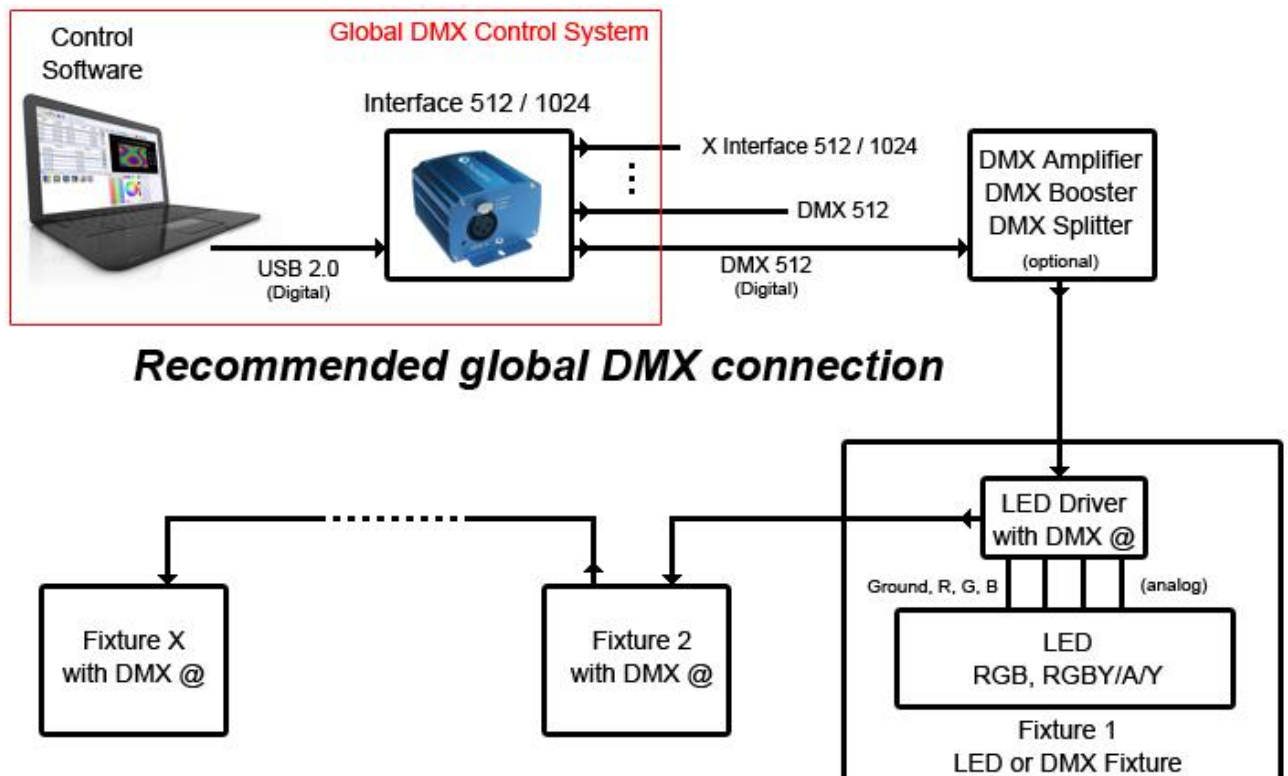 Global DMX Control System
Control
Software
Interface 512 / 1024
X Interface 512 / 1024
DMX 512
USB 2.0
(Digital)
DMX 512
(Digital)
DMX Amplifier
DMX Booster
DMX Splitter
(optional)
Recommended global DMX connection
LED Driver
with DMX @
Ground, R, G, B
(analog)
LED
RGB, RGBY/A/Y
Fixture 1
LED or DMX Fixture
Fixture 2
with DMX @
Fixture X
with DMX @